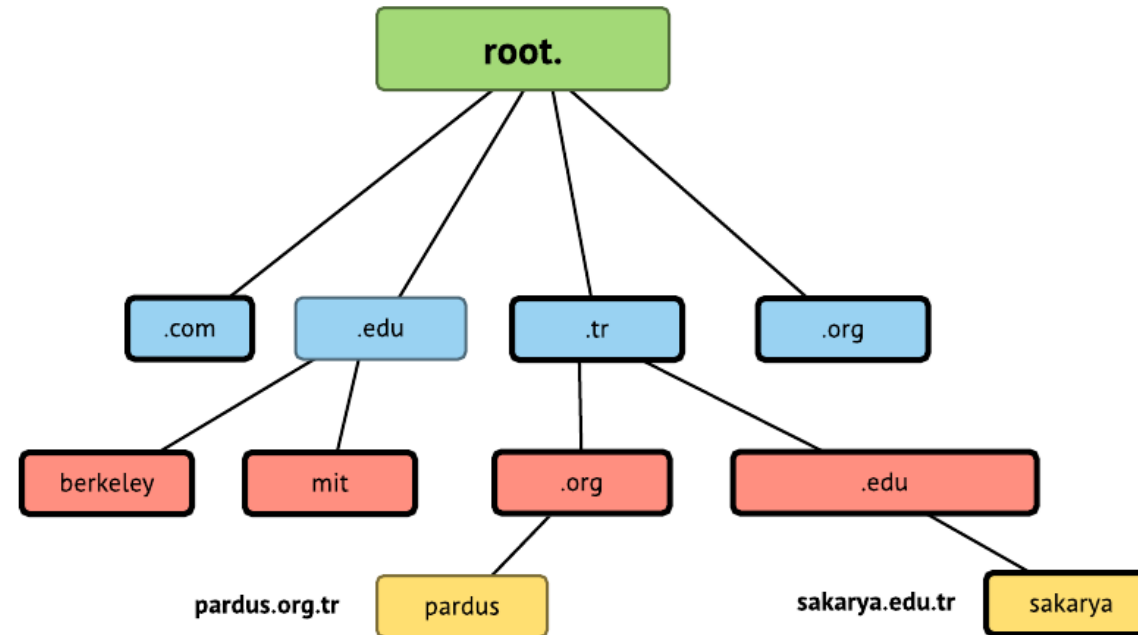 root.
.com
.edu
.tr
.org
berkeley
mit
.org
.edu
pardus.org.tr
pardus
sakarya.edu.tr
sakarya